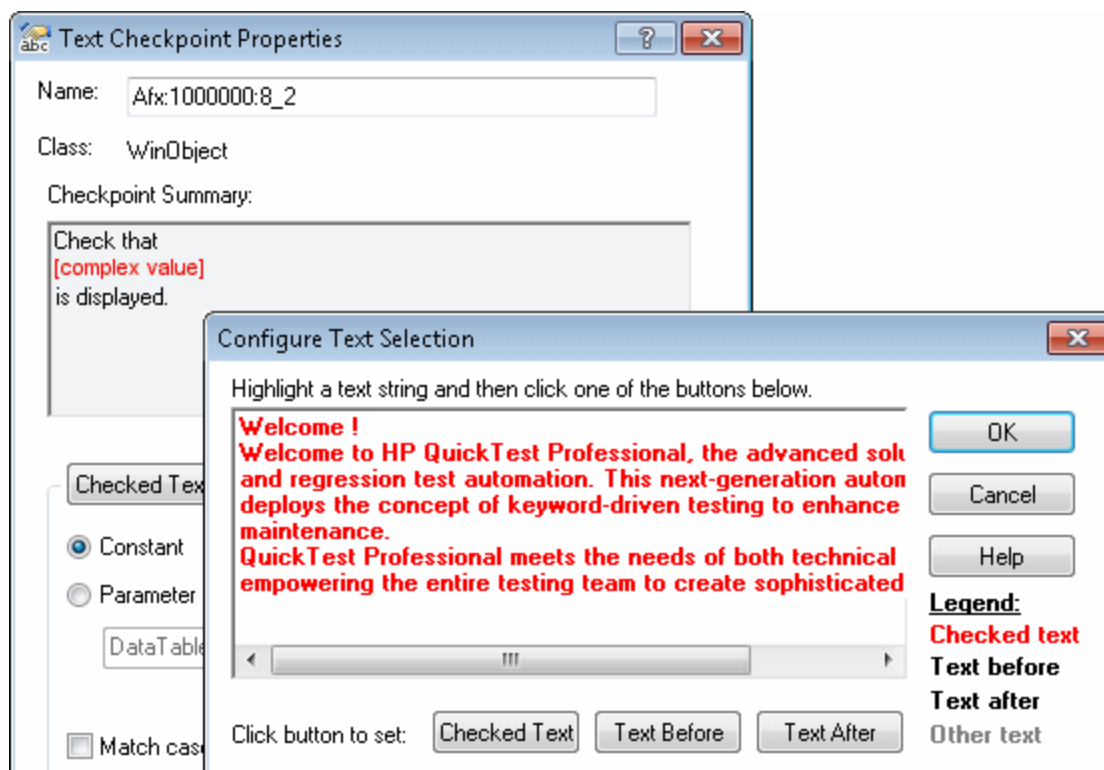 abc
Text Checkpoint Properties
?
Name:
Afx:1000000:8_2
Class:
WinObject
Checkpoint Summary:
Check that
[complex value]
is displayed.
Checked Tex
Constant
Parameter
DataTable
Match cas
Configure Text Selection
Highlight a text string and then click one of the buttons below.
Welcome !
Welcome to HP QuickTest Professional, the advanced solu
and regression test automation. This next-generation auton
deploys the concept of keyword-driven testing to enhance
maintenance.
QuickTest Professional meets the needs of both technical
empowering the entire testing team to create sophisticated
OK
Cancel
Help
Legend:
Checked text
Text before
Text after
Other text
Click button to set:
Checked Text
Text Before
Text After